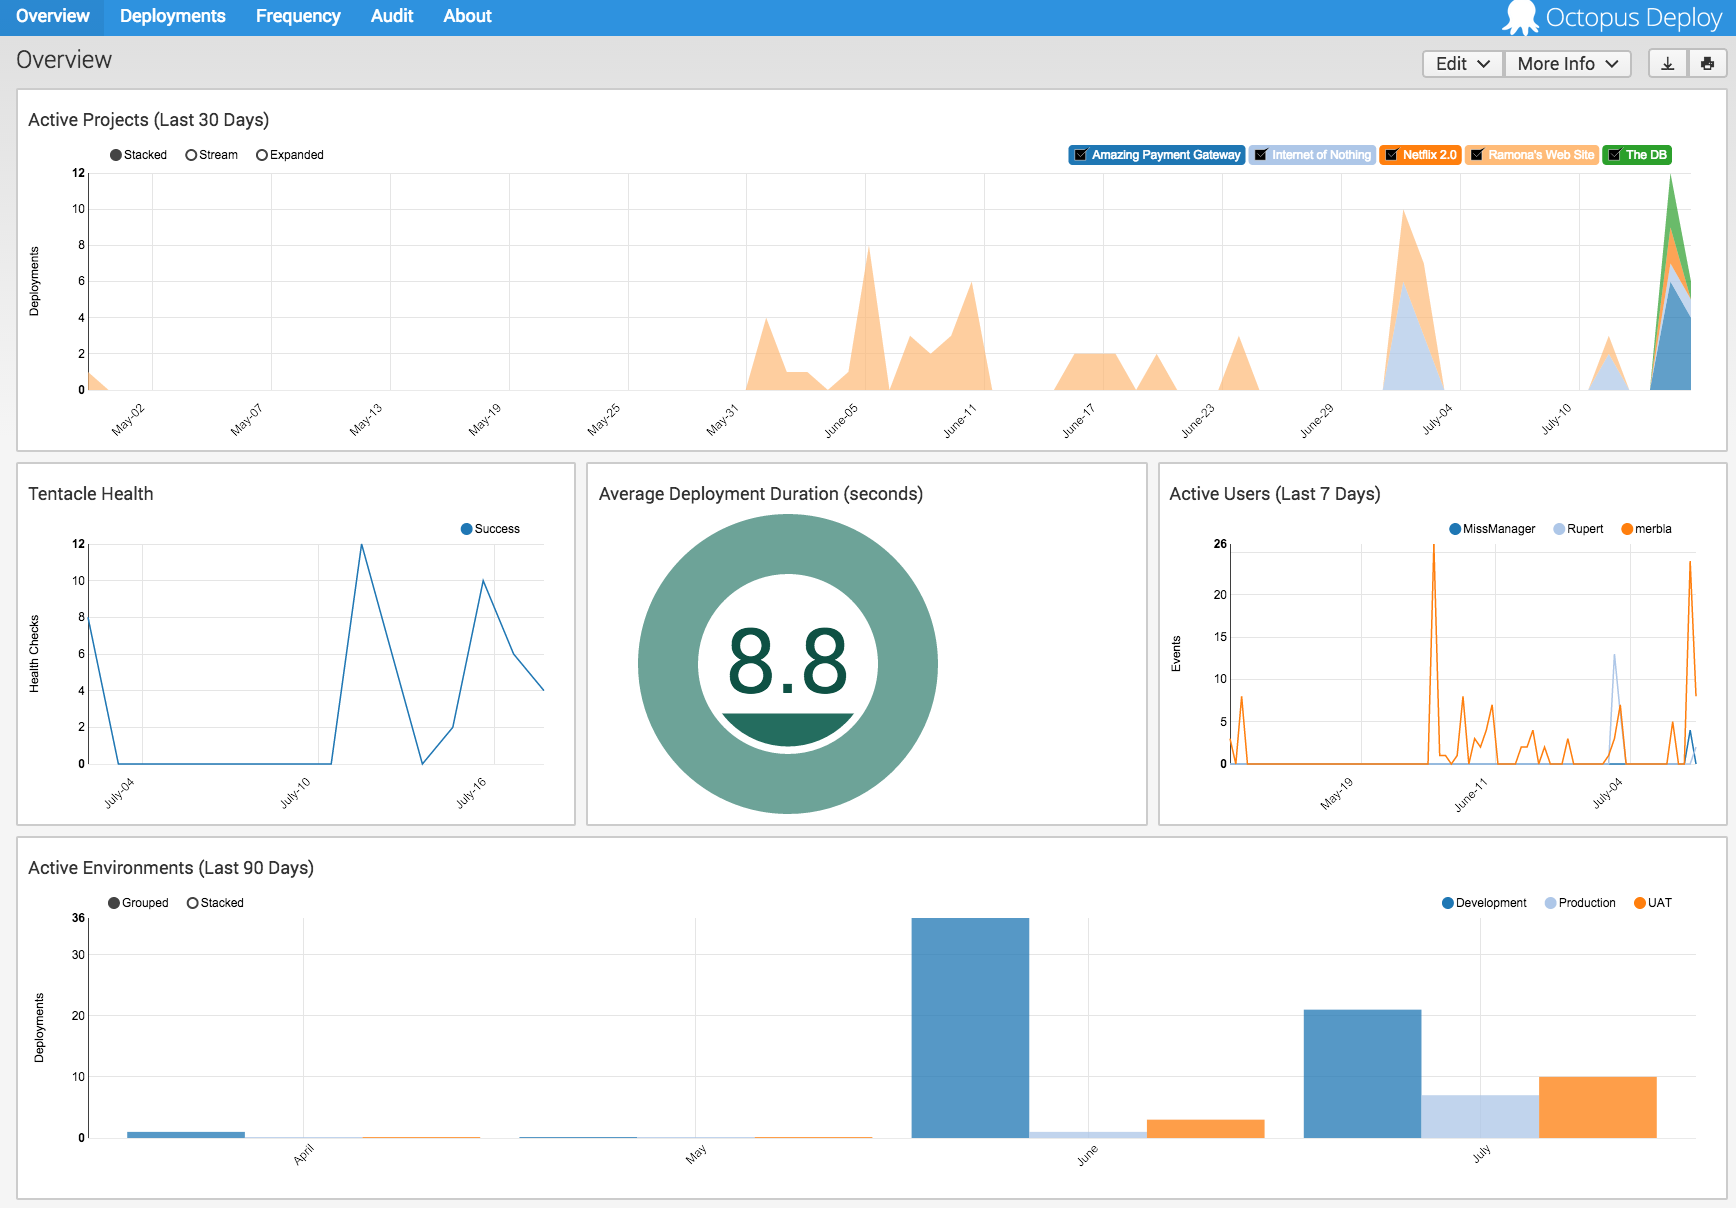 Overview Deployments Frequency Audit About Octopus Deploy
Overview Edit More Info
Active Projects (Last 30 Days)
Stacked Stream Expanded Amazing Payment Gateway Internet of Nothing Netflix 2.0 Ramona's Web Site The DB
12
10
8
6
4
2
0
Deployments
May-02 May-07 May-13 May-19 May-25 May-31 June-05 June-11 June-17 June-23 June-29 July-04 July-10
Tentacle Health
Success
12
10
8
6
4
2
0
Health Checks
July-04 July-10 July-16
Average Deployment Duration (seconds)
8.8
Active Users (Last 7 Days)
MissManager Rupert merbla
26
20
15
10
5
0
Events
May-19 June-11 July-04
Active Environments (Last 90 Days)
Grouped Stacked Development Production UAT
36
30
20
10
0
Deployments
April May June July